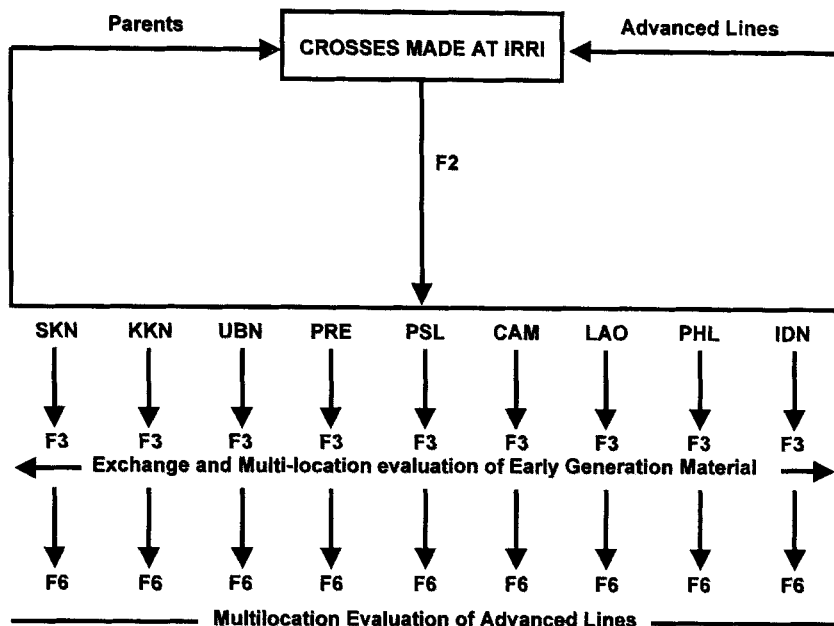 Parents
CROSSES MADE AT IRRI
Advanced Lines
F2
SKN KKN UBN PRE PSL CAM LAO PHL IDN
F3 F3 F3 F3 F3 F3 F3 F3 F3
Exchange and Multi-location evaluation of Early Generation Material
F6 F6 F6 F6 F6 F6 F6 F6 F6
Multilocation Evaluation of Advanced Lines